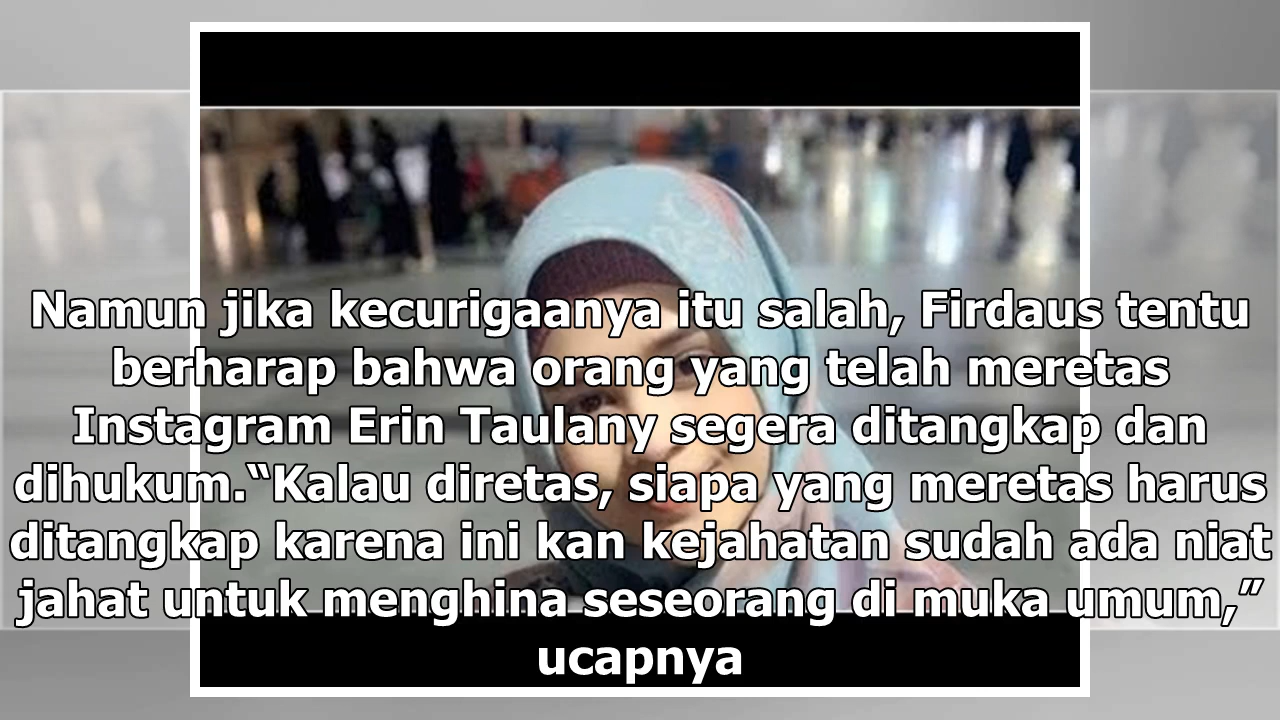 Namun jika kecurigaanya itu salah, Firdaus tentu
berharap bahwa orang yang telah meretas
Instagram Erin Taulany segera ditangkap dan
dihukum.“Kalau diretas, siapa yang meretas harus
ditangkap karena ini kan kejahatan sudah ada niat
jahat untuk menghina seseorang di muka umum,”
ucapnya